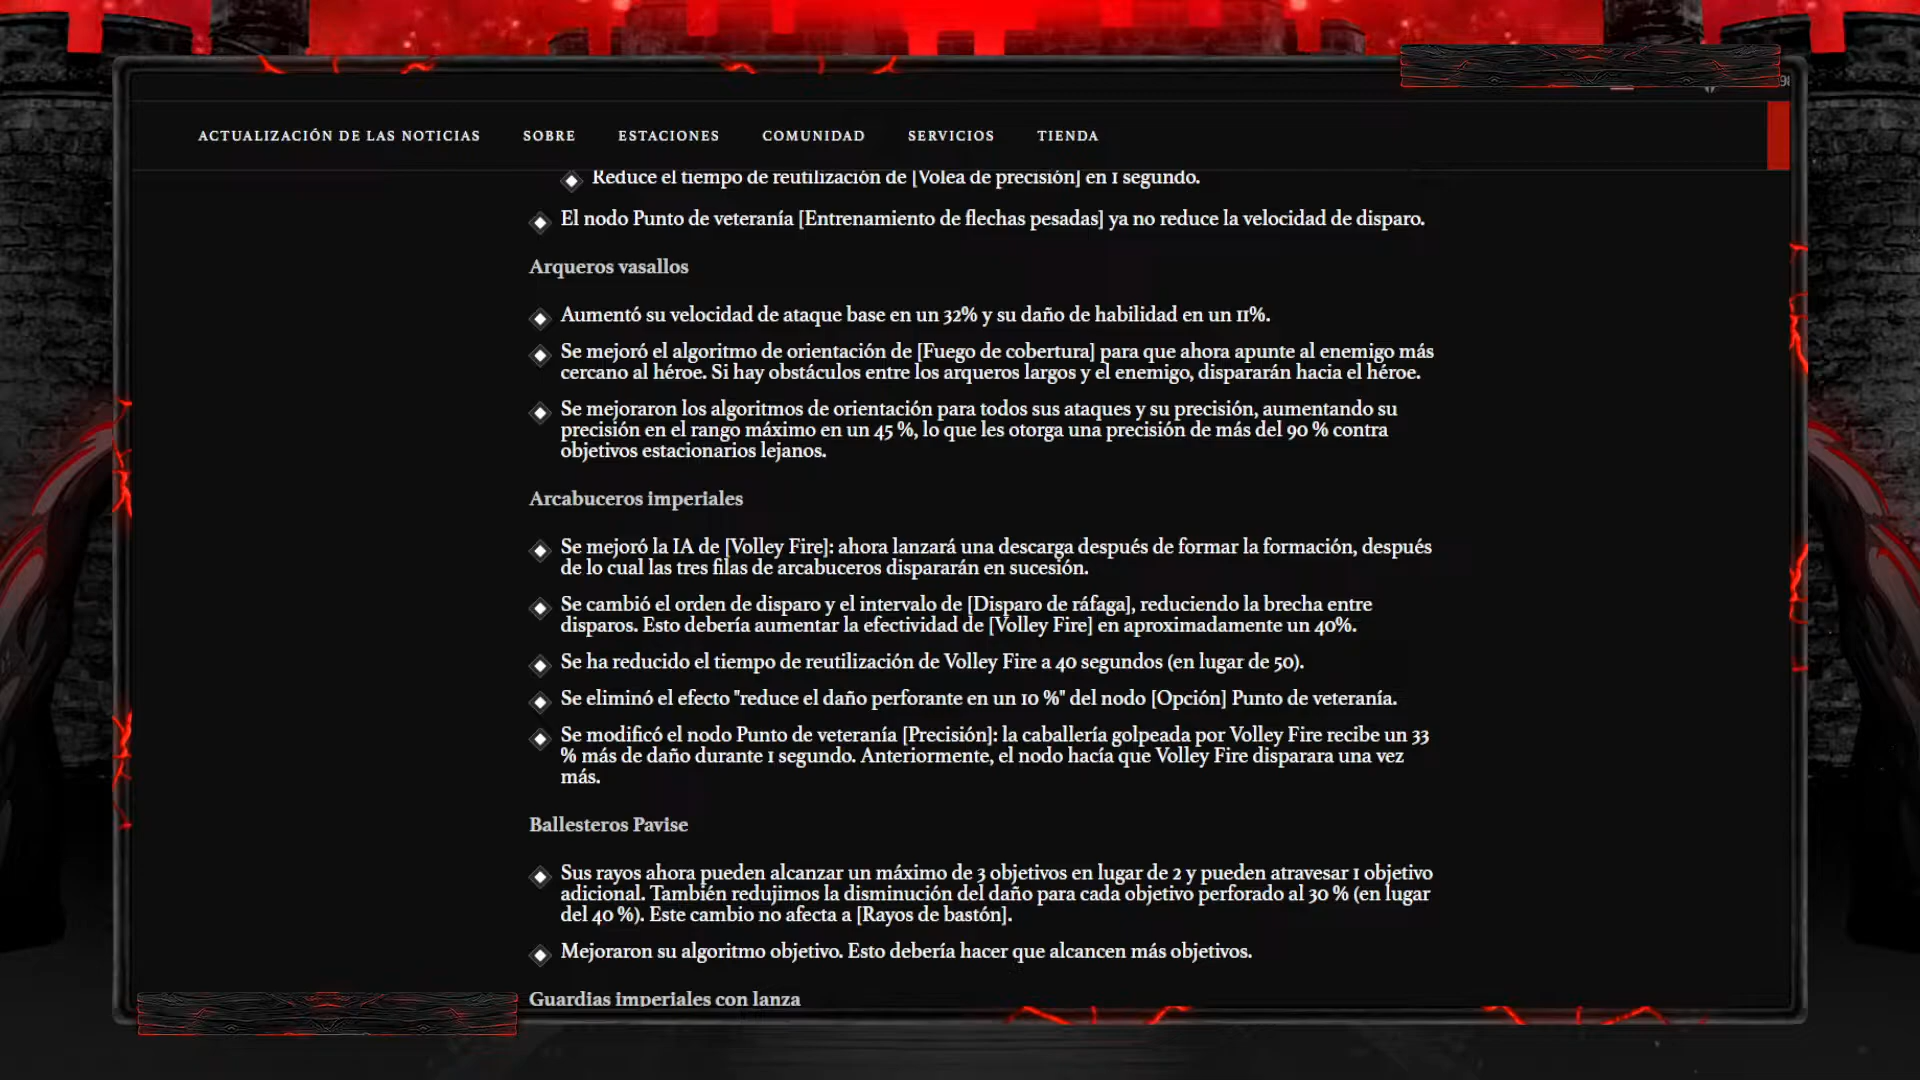 ACTUALIZACIÓN DE LAS NOTICIAS SOBRE ESTACIONES COMUNIDAD SERVICIOS TIENDA
Reduce el tiempo de reutilización de [Volea de precisión] en 1 segundo.
El nodo Punto de veteranía [Entrenamiento de flechas pesadas] ya no reduce la velocidad de disparo.
Arqueros vasallos
Aumentó su velocidad de ataque base en un 32% y su daño de habilidad en un 11%.
Se mejoró el algoritmo de orientación de [Fuego de cobertura] para que ahora apunte al enemigo más
cercano al héroe. Si hay obstáculos entre los arqueros largos y el enemigo, dispararán hacia el héroe.
Se mejoraron los algoritmos de orientación para todos sus ataques y su precisión, aumentando su
precisión en el rango máximo en un 45 %, lo que les otorga una precisión de más del 90 % contra
objetivos estacionarios lejanos.
Arcabuceros imperiales
Se mejoró la IA de [Volley Fire]: ahora lanzará una descarga después de formar la formación, después
de lo cual las tres filas de arcabuceros dispararán en sucesión.
Se cambió el orden de disparo y el intervalo de [Disparo de ráfaga], reduciendo la brecha entre
disparos. Esto debería aumentar la efectividad de [Volley Fire] en aproximadamente un 40%.
Se ha reducido el tiempo de reutilización de Volley Fire a 40 segundos (en lugar de 50).
Se eliminó el efecto "reduce el daño perforante en un 10 %" del nodo [Opción] Punto de veteranía.
Se modificó el nodo Punto de veteranía [Precisión]: la caballería golpeada por Volley Fire recibe un 33
% más de daño durante 1 segundo. Anteriormente, el nodo hacía que Volley Fire disparara una vez
más.
Ballesteros Pavise
Sus rayos ahora pueden alcanzar un máximo de 3 objetivos en lugar de 2 y pueden atravesar 1 objetivo
adicional. También redujimos la disminución del daño para cada objetivo perforado al 30 % (en lugar
del 40 %). Este cambio no afecta a [Rayos de bastón].
Mejoraron su algoritmo objetivo. Esto debería hacer que alcancen más objetivos.
Guardias imperiales con lanza